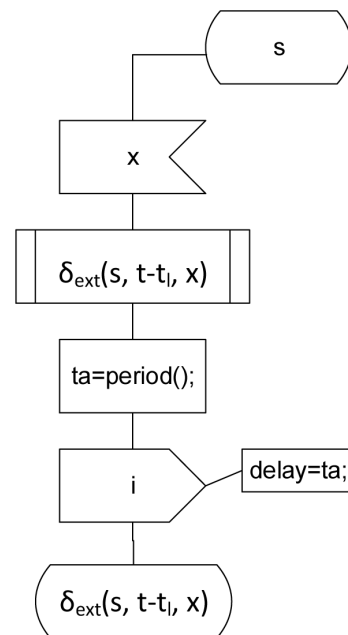 s
x
δext(s, t-tl, x)
ta=period();
i
delay=ta;
δext(s, t-tl, x)